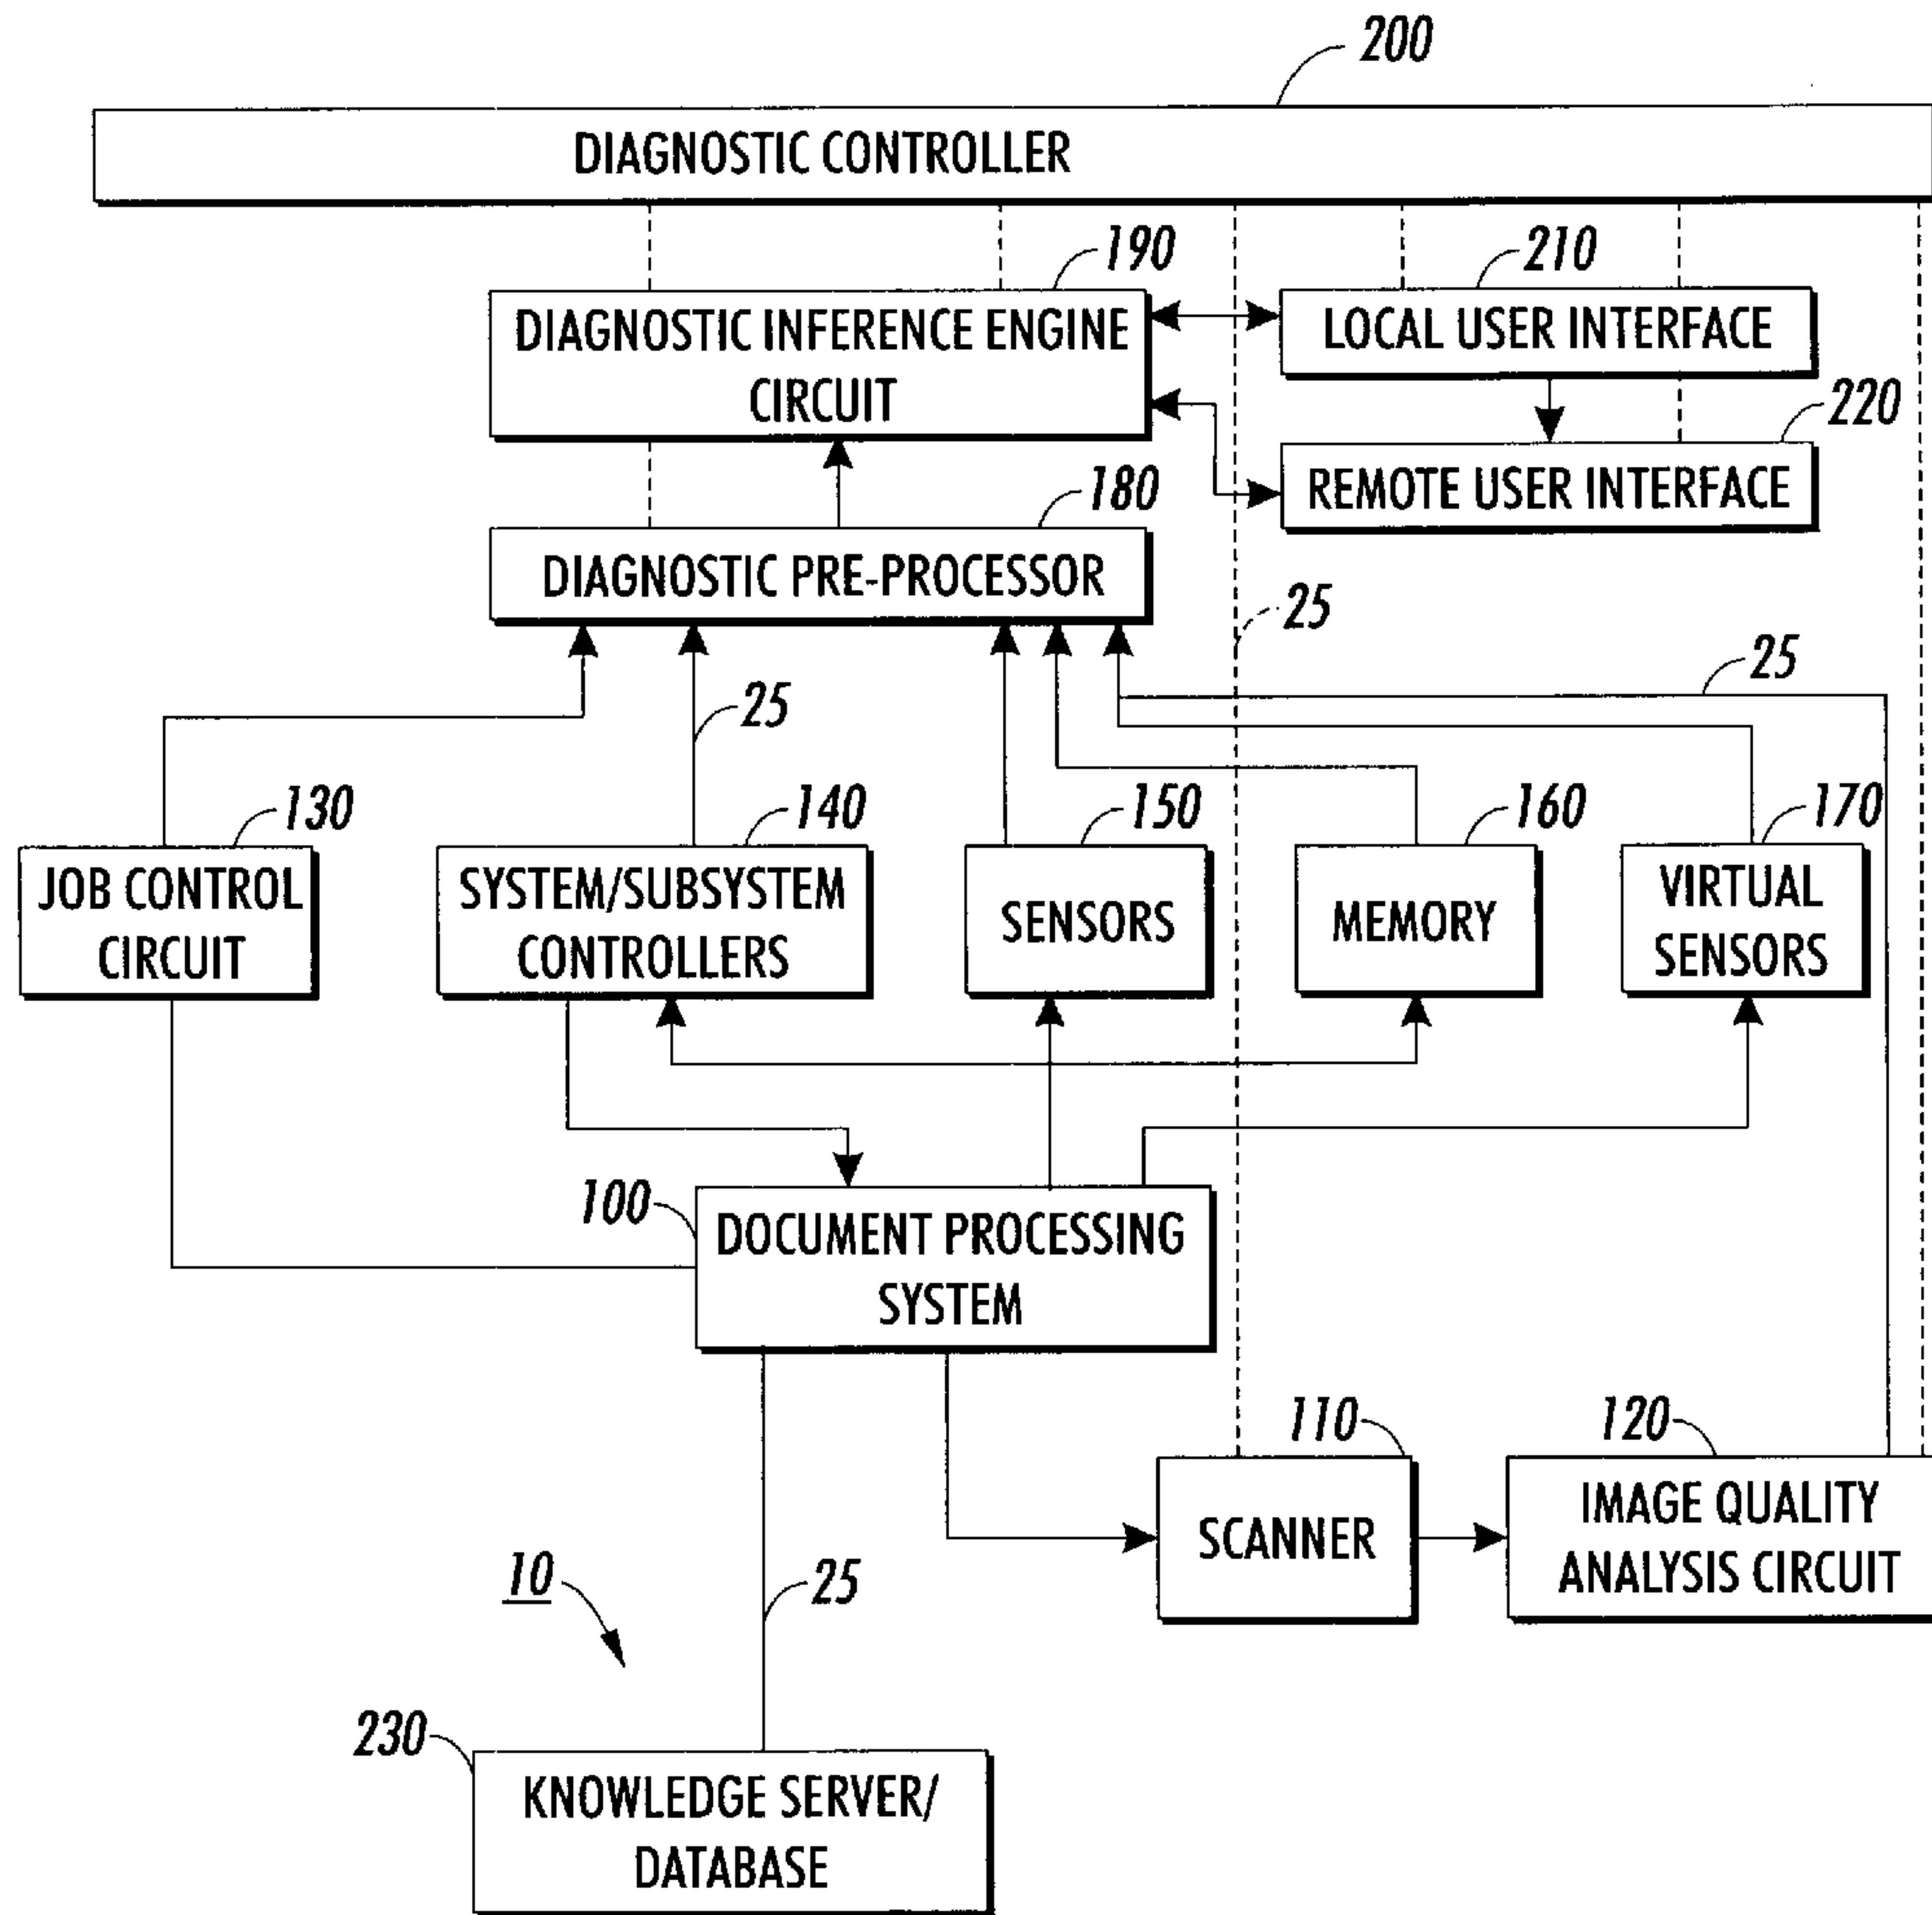 200
DIAGNOSTIC CONTROLLER
190
210
DIAGNOSTIC INFERENCE ENGINE
CIRCUIT
LOCAL USER INTERFACE
220
REMOTE USER INTERFACE
180
DIAGNOSTIC PRE-PROCESSOR
25
25
25
130
140
150
160
170
JOB CONTROL
CIRCUIT
SYSTEM/SUBSYSTEM
CONTROLLERS
SENSORS
MEMORY
VIRTUAL
SENSORS
100
DOCUMENT PROCESSING
SYSTEM
110
120
SCANNER
IMAGE QUALITY
ANALYSIS CIRCUIT
10
25
230
KNOWLEDGE SERVER/
DATABASE